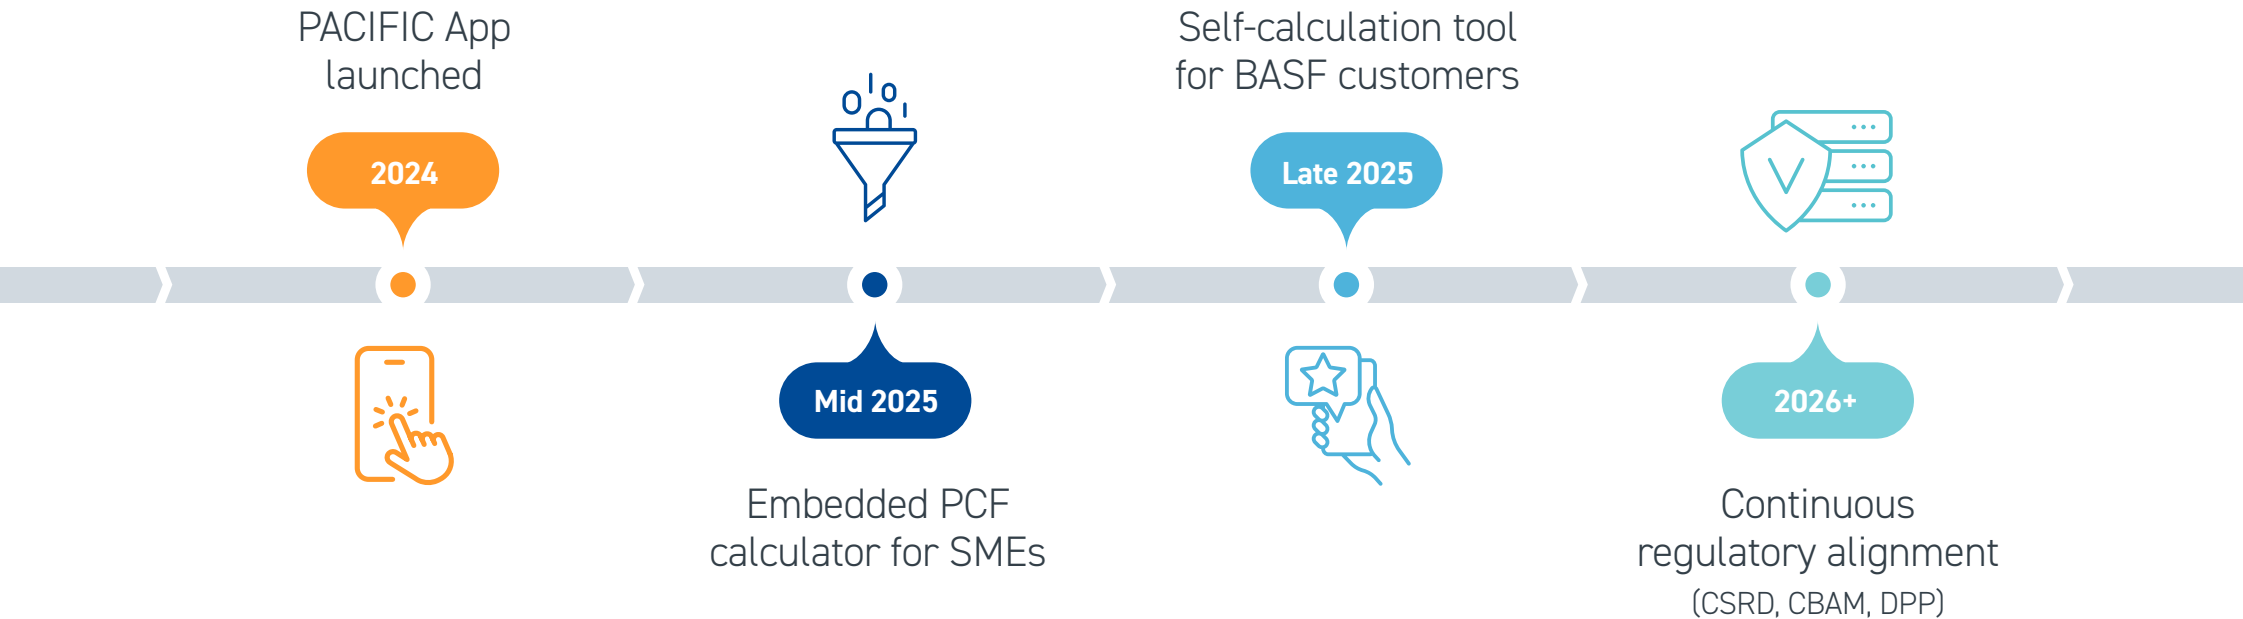 PACIFIC App
launched
2024
Mid 2025
Embedded PCF
calculator for SMEs
Self-calculation tool
for BASF customers
Late 2025
2026+
Continuous
regulatory alignment
(CSRD, CBAM, DPP)